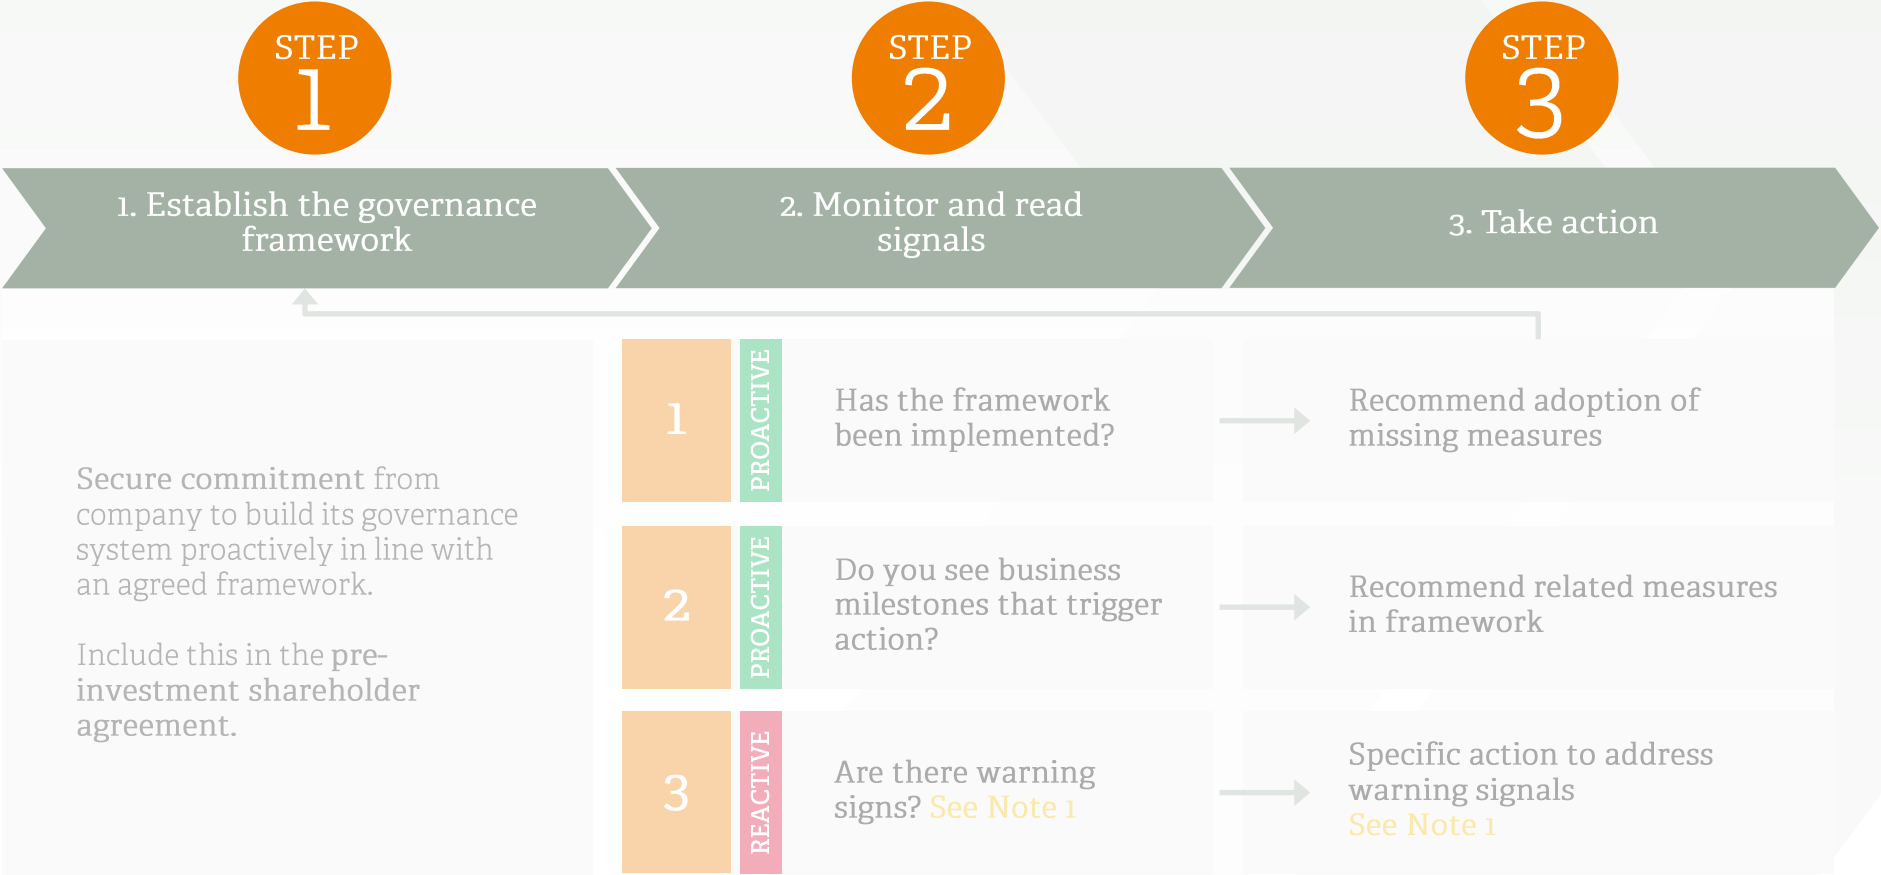 STEP
1
STEP
2
STEP
3
1. Establish the governance
framework
2. Monitor and read
signals
3. Take action
Secure commitment from
company to build its governance
system proactively in line with
an agreed framework.
Include this in the pre-
investment shareholder
agreement.
1
PROACTIVE
Has the framework
been implemented?
Recommend adoption of
missing measures
2
PROACTIVE
Do you see business
milestones that trigger
action?
Recommend related measures
in framework
3
REACTIVE
Are there warning
signs? See Note 1
Specific action to address
warning signals
See Note 1